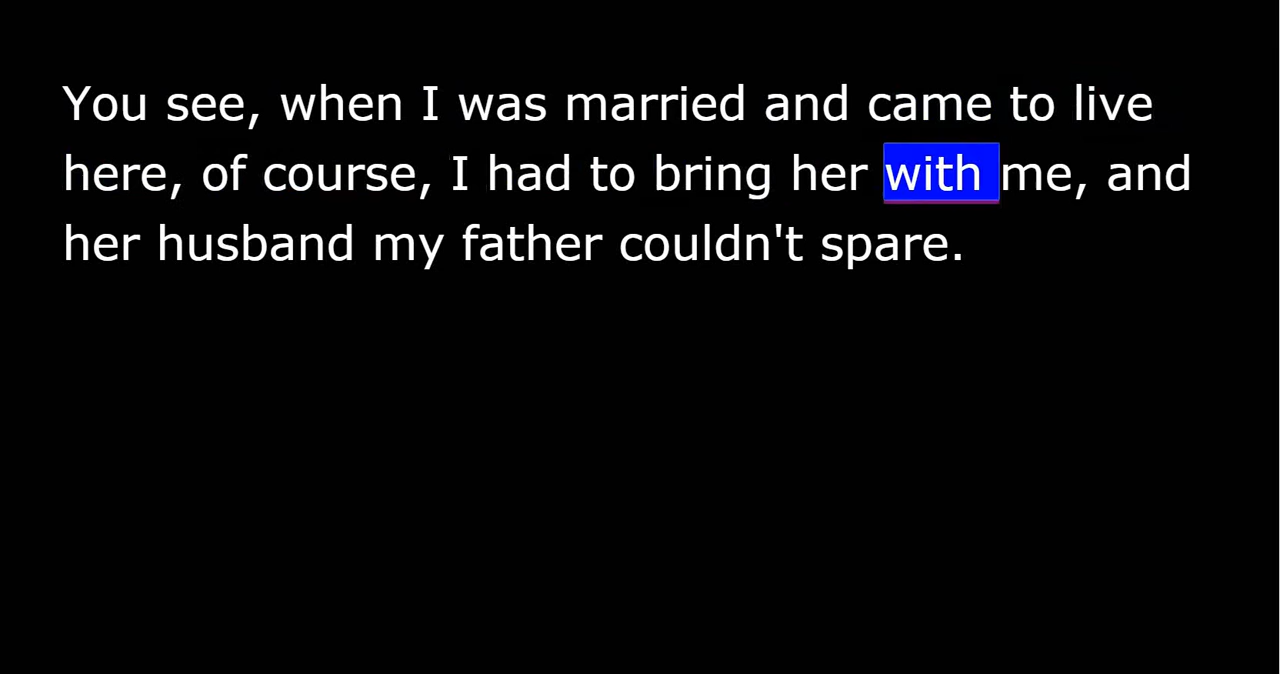 You see, when I was married and came to live
here, of course, I had to bring her with me, and
her husband my father couldn't spare.